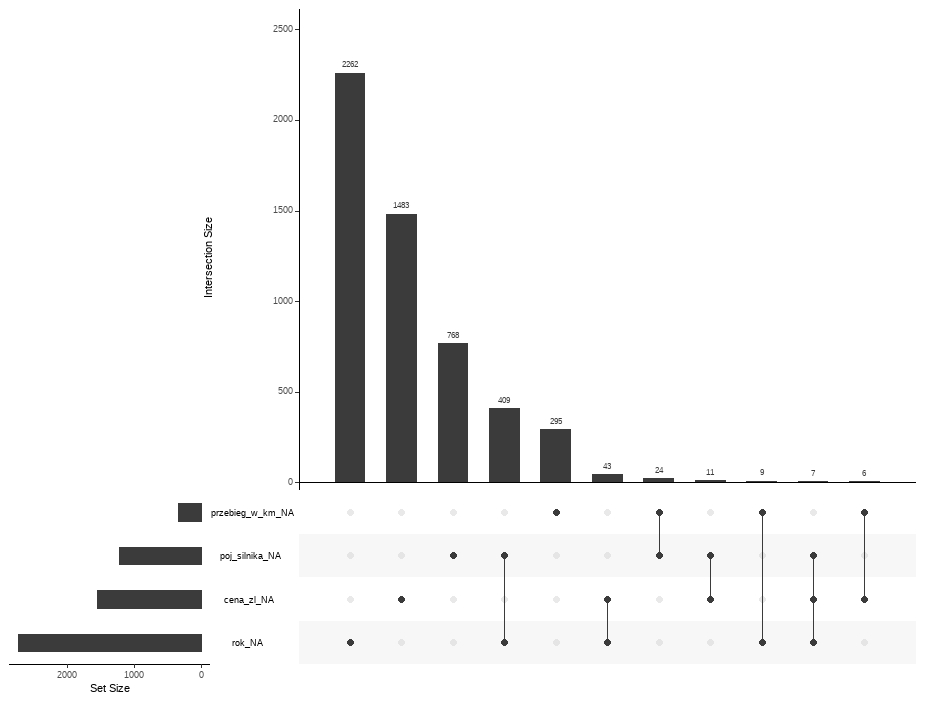 2500
2262
2000
1500
1483
Intersection Size
1000
768
500
409
295
43
24
11
9
7
6
0
przebieg_w_km_NA
poj_silnika_NA
cena_zl_NA
rok_NA
2000 1000 0
Set Size